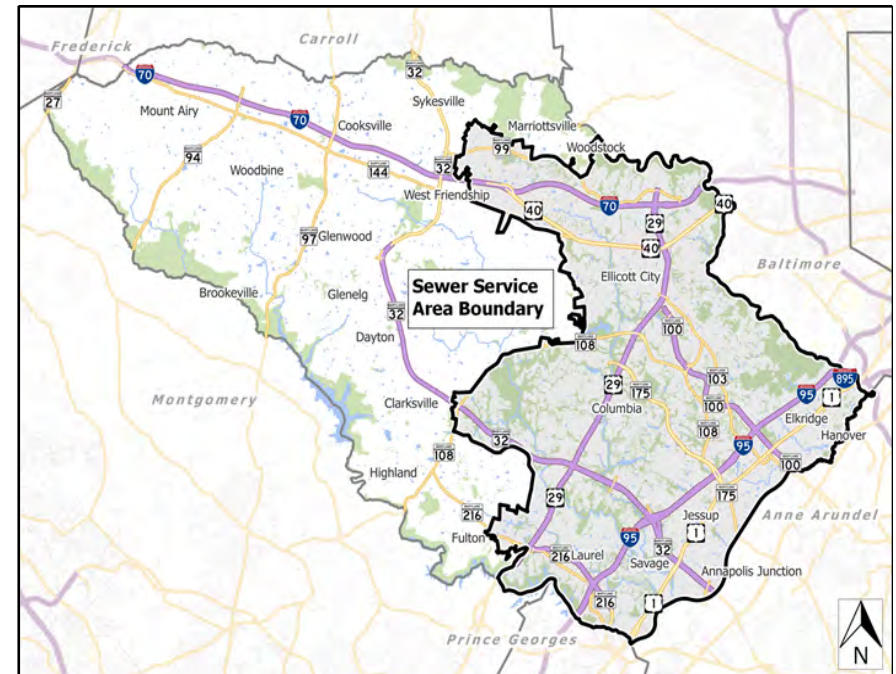 Frederick
Carroll
70
32
27
Mount Airy
Sykesville
70
Cooksville
Marriottsville
MARYLAND
99
Woodstock
94
Woodbine
144
32
West Friendship
70
40
40
29
97
Glenwood
40
Ellicott City
Baltimore
Brookeville
Glenelg
Sewer Service
Area Boundary
32
100
Dayton
108
Montgomery
29
175
103
95
895
1
Clarksville
Columbia
100
Elkridge
108
Hanover
32
95
100
108
Highland
29
175
216
Jessup
Anne Arundel
Fulton
95
1
216
Laurel
32
Savage
Annapolis Junction
216
1
Prince Georges
N